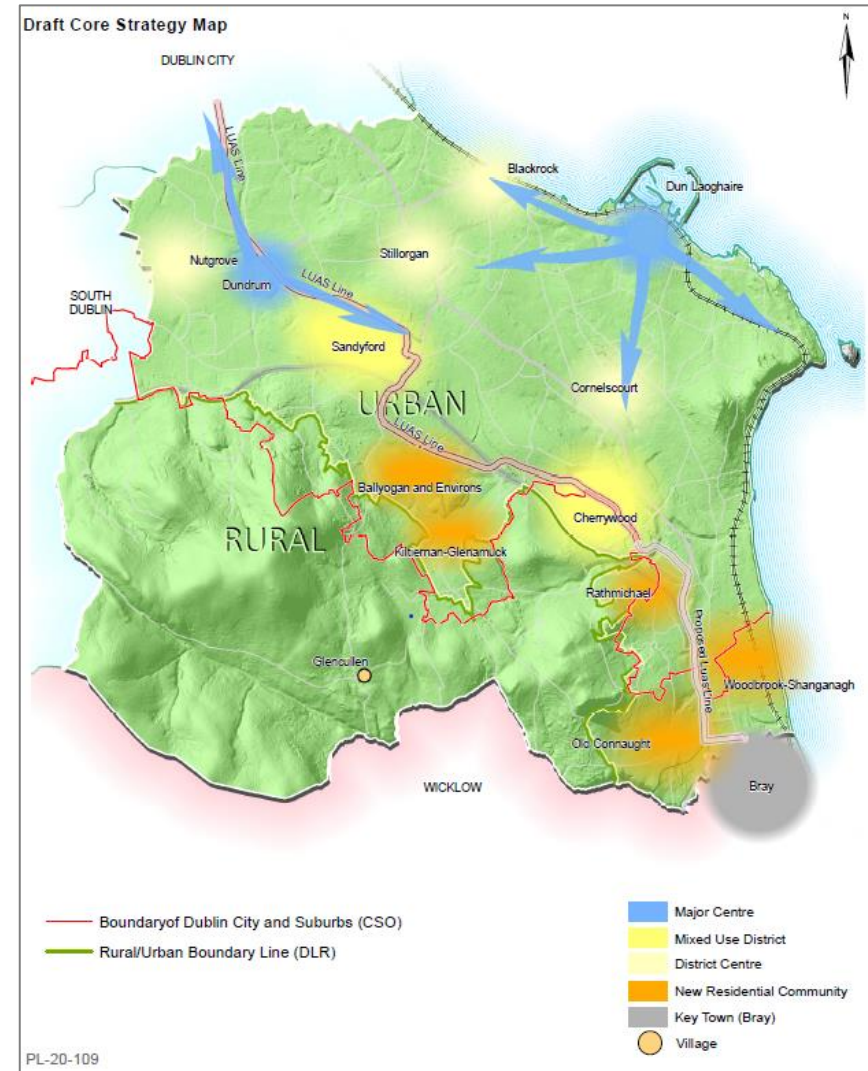 Draft Core Strategy Map
N
DUBLIN CITY
LUAS Line
Blackrock
Dun Laoghaire
Nutgrove
Stillorgan
Dundrum
LUAS Line
SOUTH
DUBLIN
Sandyford
Cornelscourt
URBAN
LUAS Line
Ballyogan and Environs
Cherrywood
RURAL
Kiltiernan-Glenamuck
Rathmichael
Proposed Luas Line
Glencullen
Woodbrook-Shanganagh
Old Connaught
WICKLOW
Bray
Boundaryof Dublin City and Suburbs (CSO)
Rural/Urban Boundary Line (DLR)
Major Centre
Mixed Use District
District Centre
New Residential Community
Key Town (Bray)
Village
PL-20-109